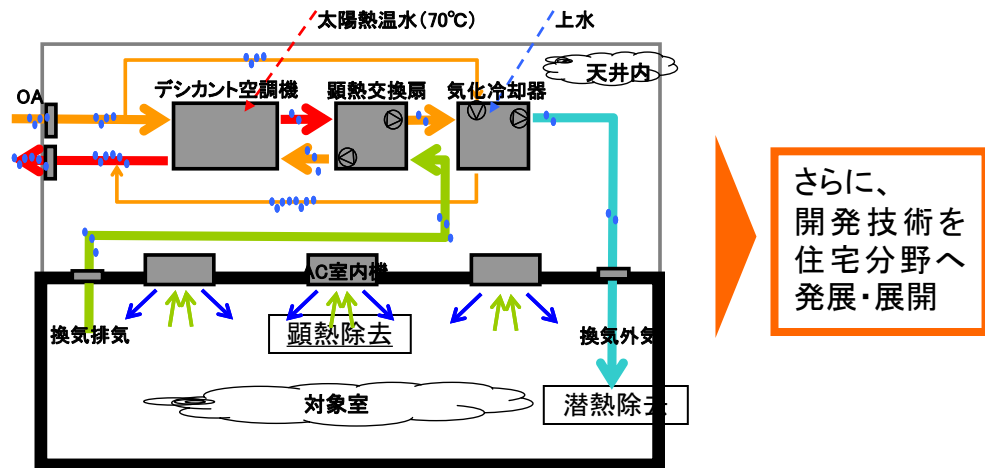 太陽熱温水(70℃)
上水
天井内
OA
デシカント空調機
顕熱交換扇
気化冷却器
さらに、
開発技術を
住宅分野へ
発展・展開
AC室内機
換気排気
顕熱除去
換気外気
対象室
潜熱除去